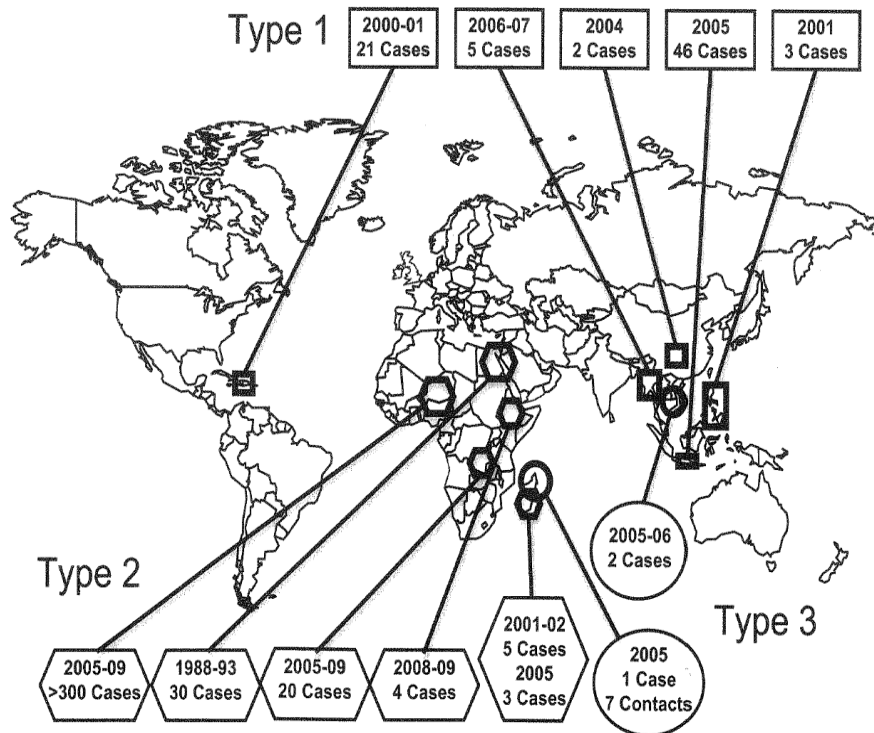 Type 1
2000-01
21 Cases
2006-07
5 Cases
2004
2 Cases
2005
46 Cases
2001
3 Cases
2005-06
2 Cases
Type 2
Type 3
2005-09
>300 Cases
1988-93
30 Cases
2005-09
20 Cases
2008-09
4 Cases
2001-02
5 Cases
2005
3 Cases
2005
1 Case
7 Contacts